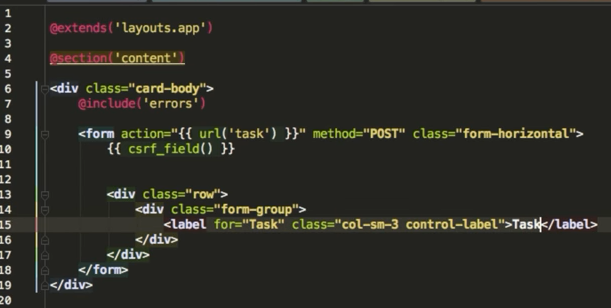 1
2 @extends('layouts.app')
3
4 @section('content')
5
6 <div class="card-body">
7 @include('errors')
8
9 <form action="{{ url('task') }}" method="POST" class="form-horizontal">
10 {{ csrf_field() }}
11
12
13 <div class="row">
14 <div class="form-group">
15 <label for="Task" class="col-sm-3 control-label">Task</label>
16 </div>
17 </div>
18 </form>
19 </div>
20